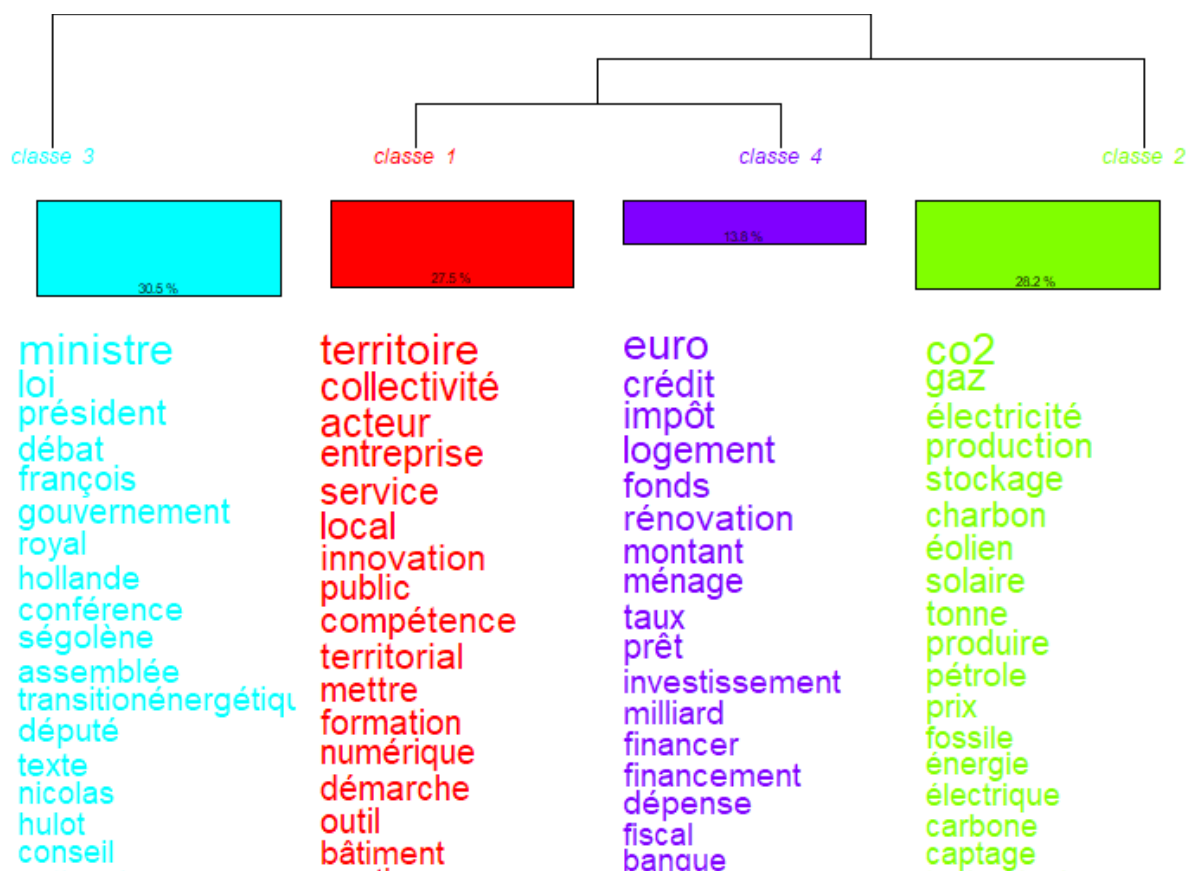 classe 3
classe 1
classe 4
classe 2
30.5 %
27.5 %
13.8 %
28.2 %
ministre
loi
président
débat
françois
gouvernement
royal
hollande
conférence
ségolène
assemblée
transitionénergétiqu
député
texte
nicolas
hulot
conseil
territoire
collectivité
acteur
entreprise
service
local
innovation
public
compétence
territorial
mettre
formation
numérique
démarche
outil
bâtiment
euro
crédit
impôt
logement
fonds
rénovation
montant
ménage
taux
prêt
investissement
milliard
financer
financement
dépense
fiscal
banque
co2
gaz
électricité
production
stockage
charbon
éolien
solaire
tonne
produire
pétrole
prix
fossile
énergie
électrique
carbone
captage